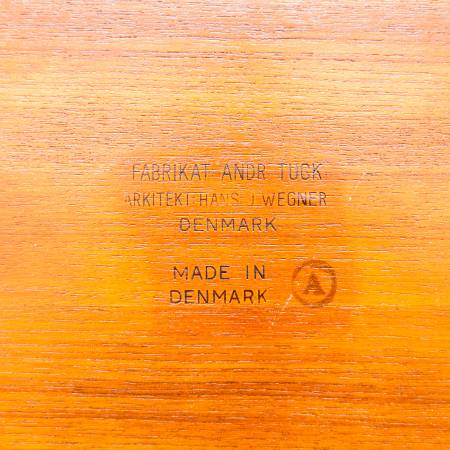 FABRIKAT: ANDR. TUCK
ARKITEKT: HANS J. WEGNER
DENMARK
MADE IN
DENMARK
A